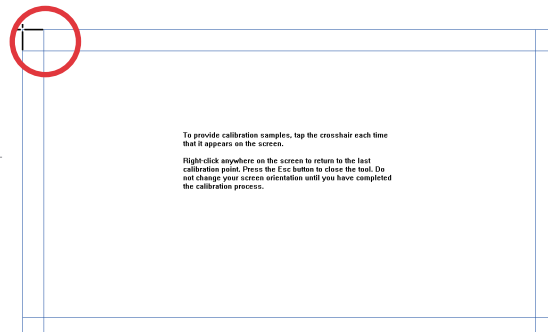 To provide calibration samples, tap the crosshair each time
that it appears on the screen.
Right-click anywhere on the screen to return to the last
calibration point. Press the Esc button to close the tool. Do
not change your screen orientation until you have completed
the calibration process.